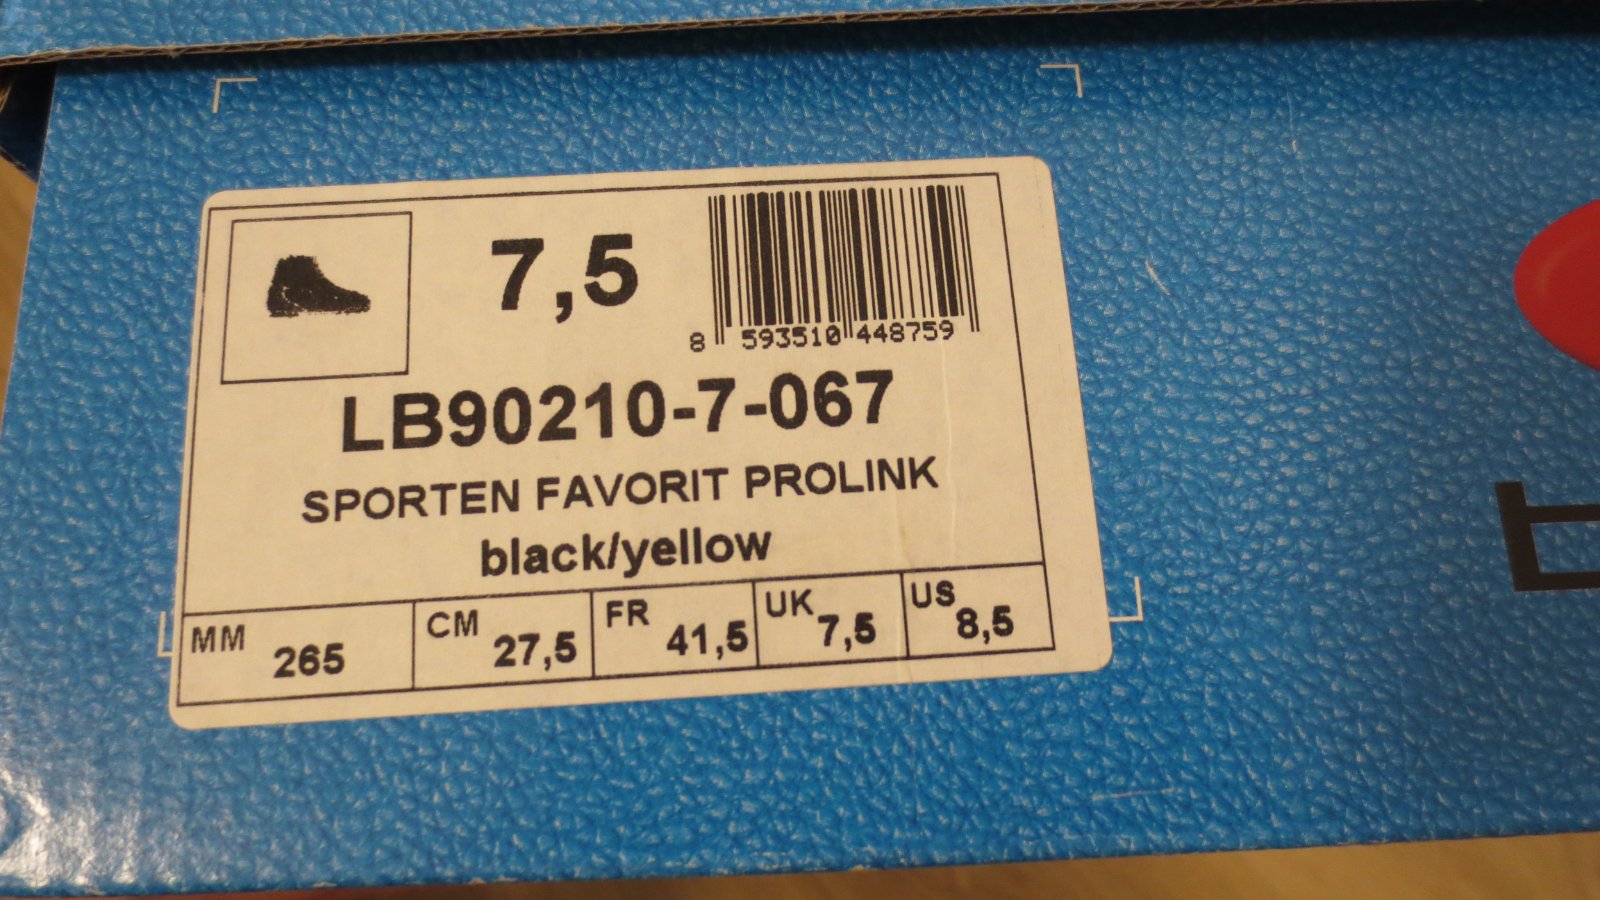 7,5
8 593510 448759
LB90210-7-067
SPORTEN FAVORIT PROLINK
black/yellow
MM 265 CM 27,5 FR 41,5 UK 7,5 US 8,5